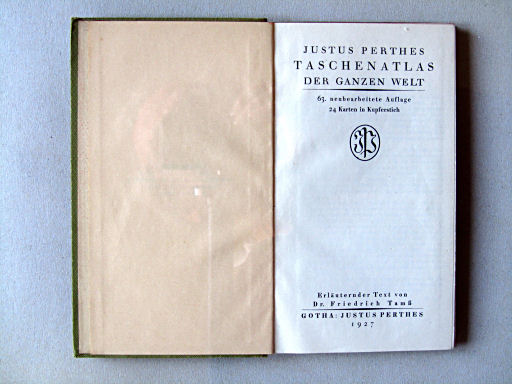 JUSTUS PERTHES
TASCHENATLAS
DER GANZEN WELT
63. neubearbeitete Auflage
24 Karten in Kupferstich
JP
Erläuternder Text von
Dr. Friedrich Tamß
GOTHA: JUSTUS PERTHES
1927